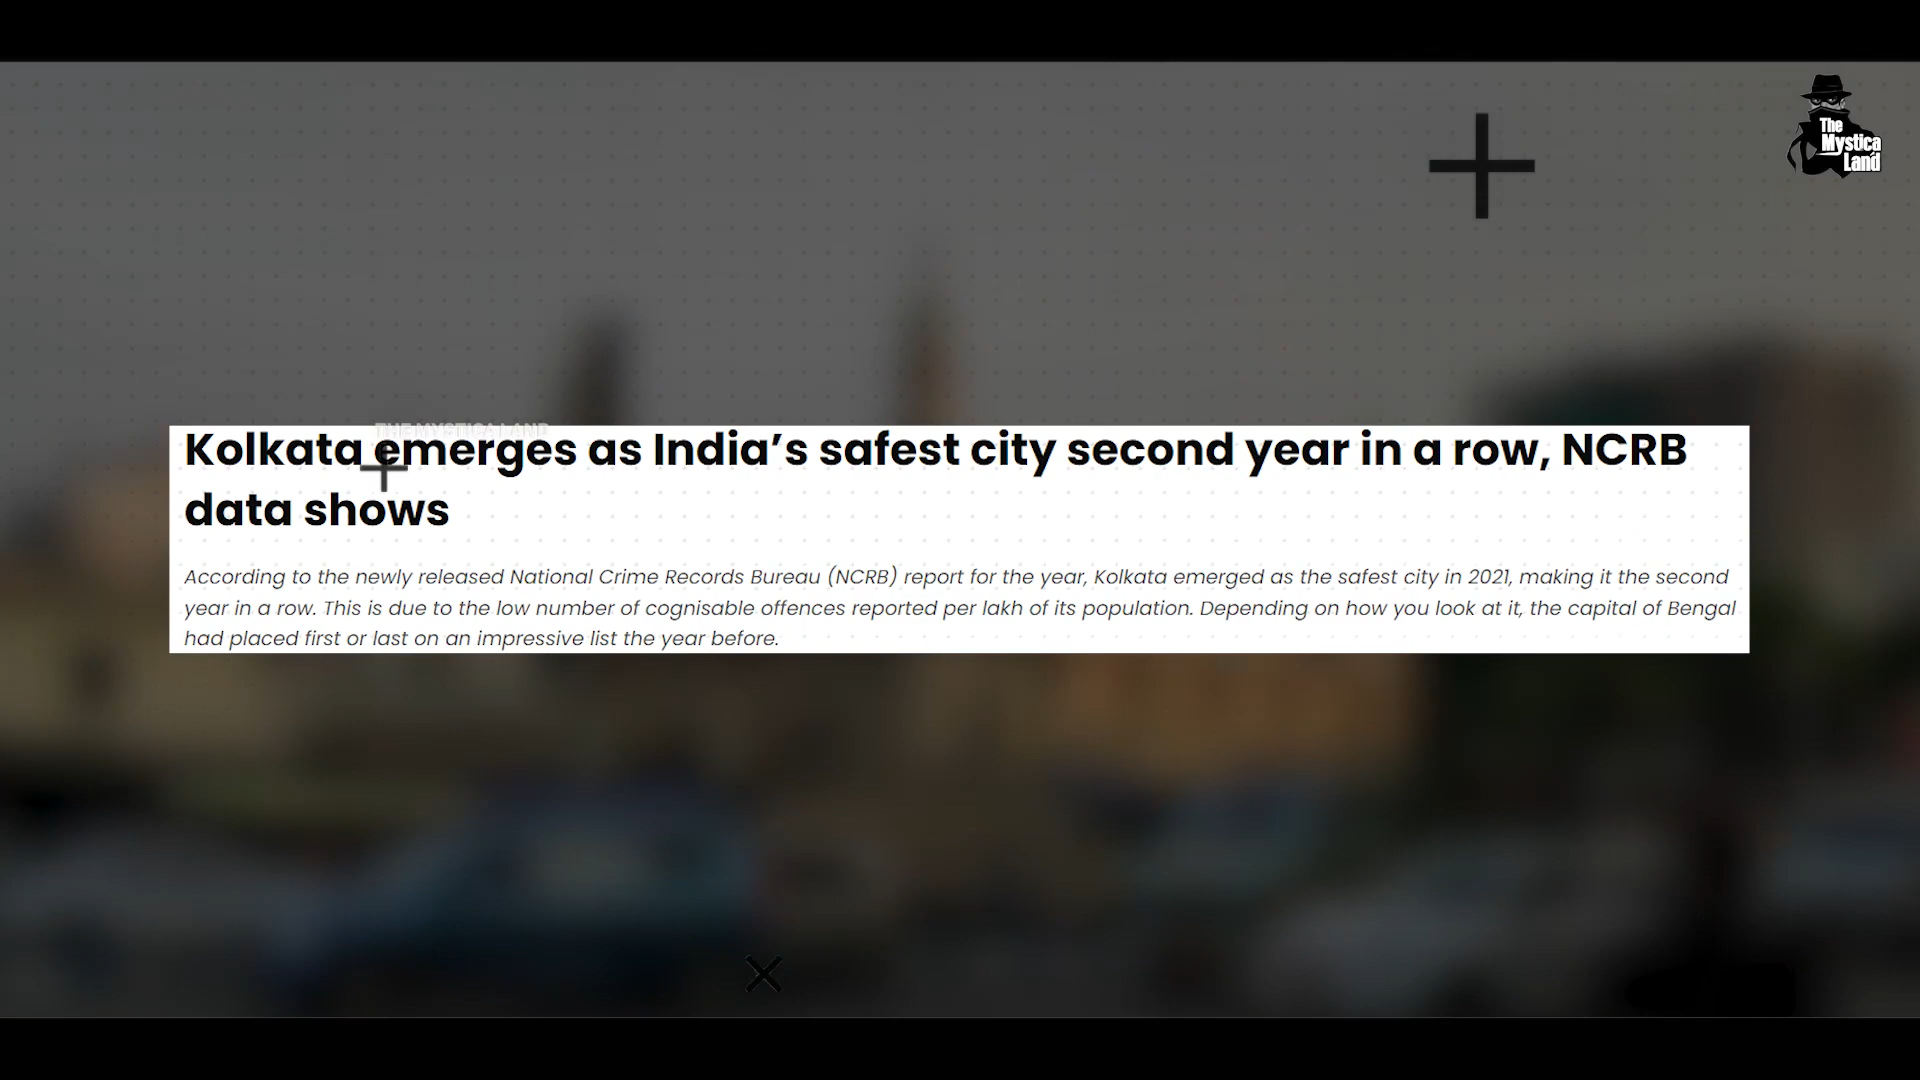 The
Mystica
Land
THE MYSTICA LAND
Kolkata emerges as India’s safest city second year in a row, NCRB
data shows
According to the newly released National Crime Records Bureau (NCRB) report for the year, Kolkata emerged as the safest city in 2021, making it the second
year in a row. This is due to the low number of cognisable offences reported per lakh of its population. Depending on how you look at it, the capital of Bengal
had placed first or last on an impressive list the year before.